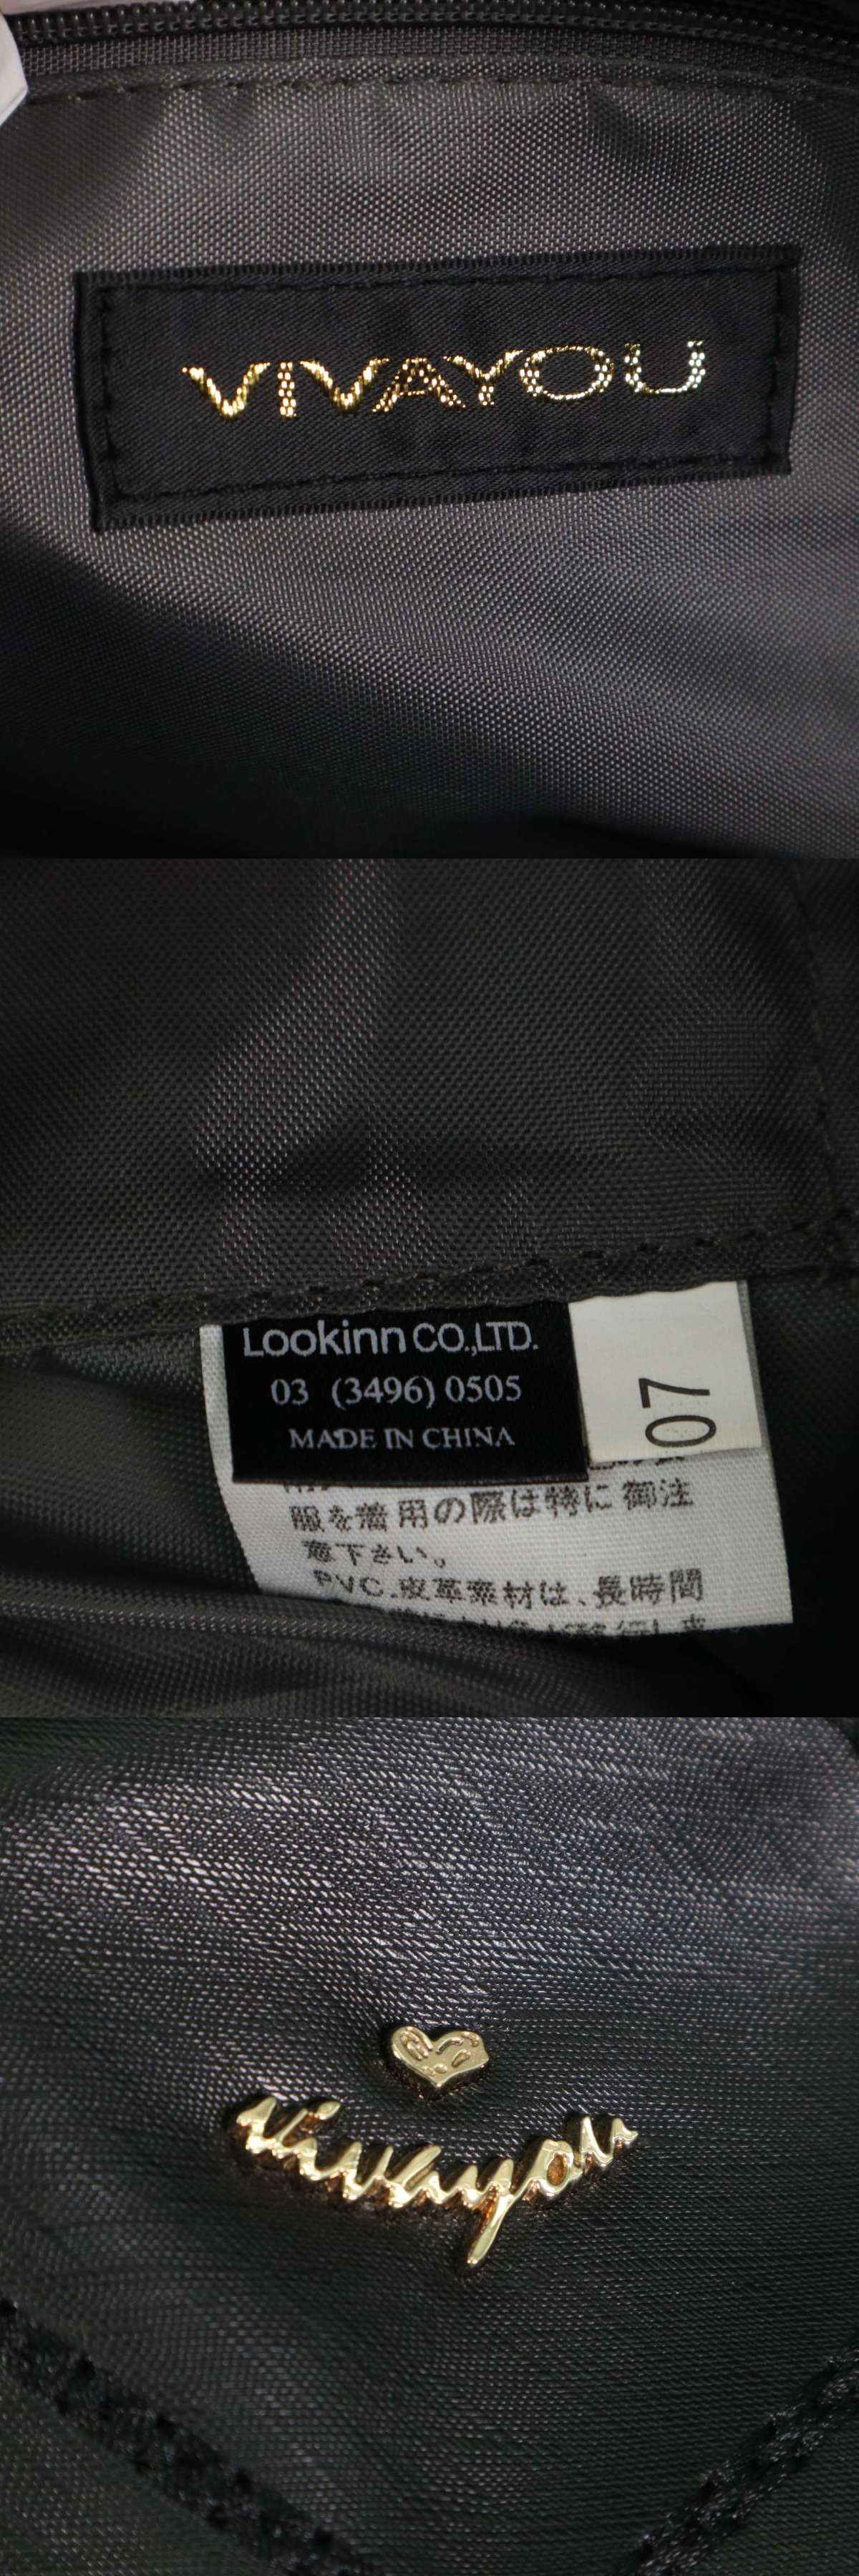 VIVAYOU
Lookinn CO.,LTD.
03 (3496) 0505
MADE IN CHINA
07
服を着用の際は特に御注
意下さい。
PVC.皮革素材は、長時間
vivayou